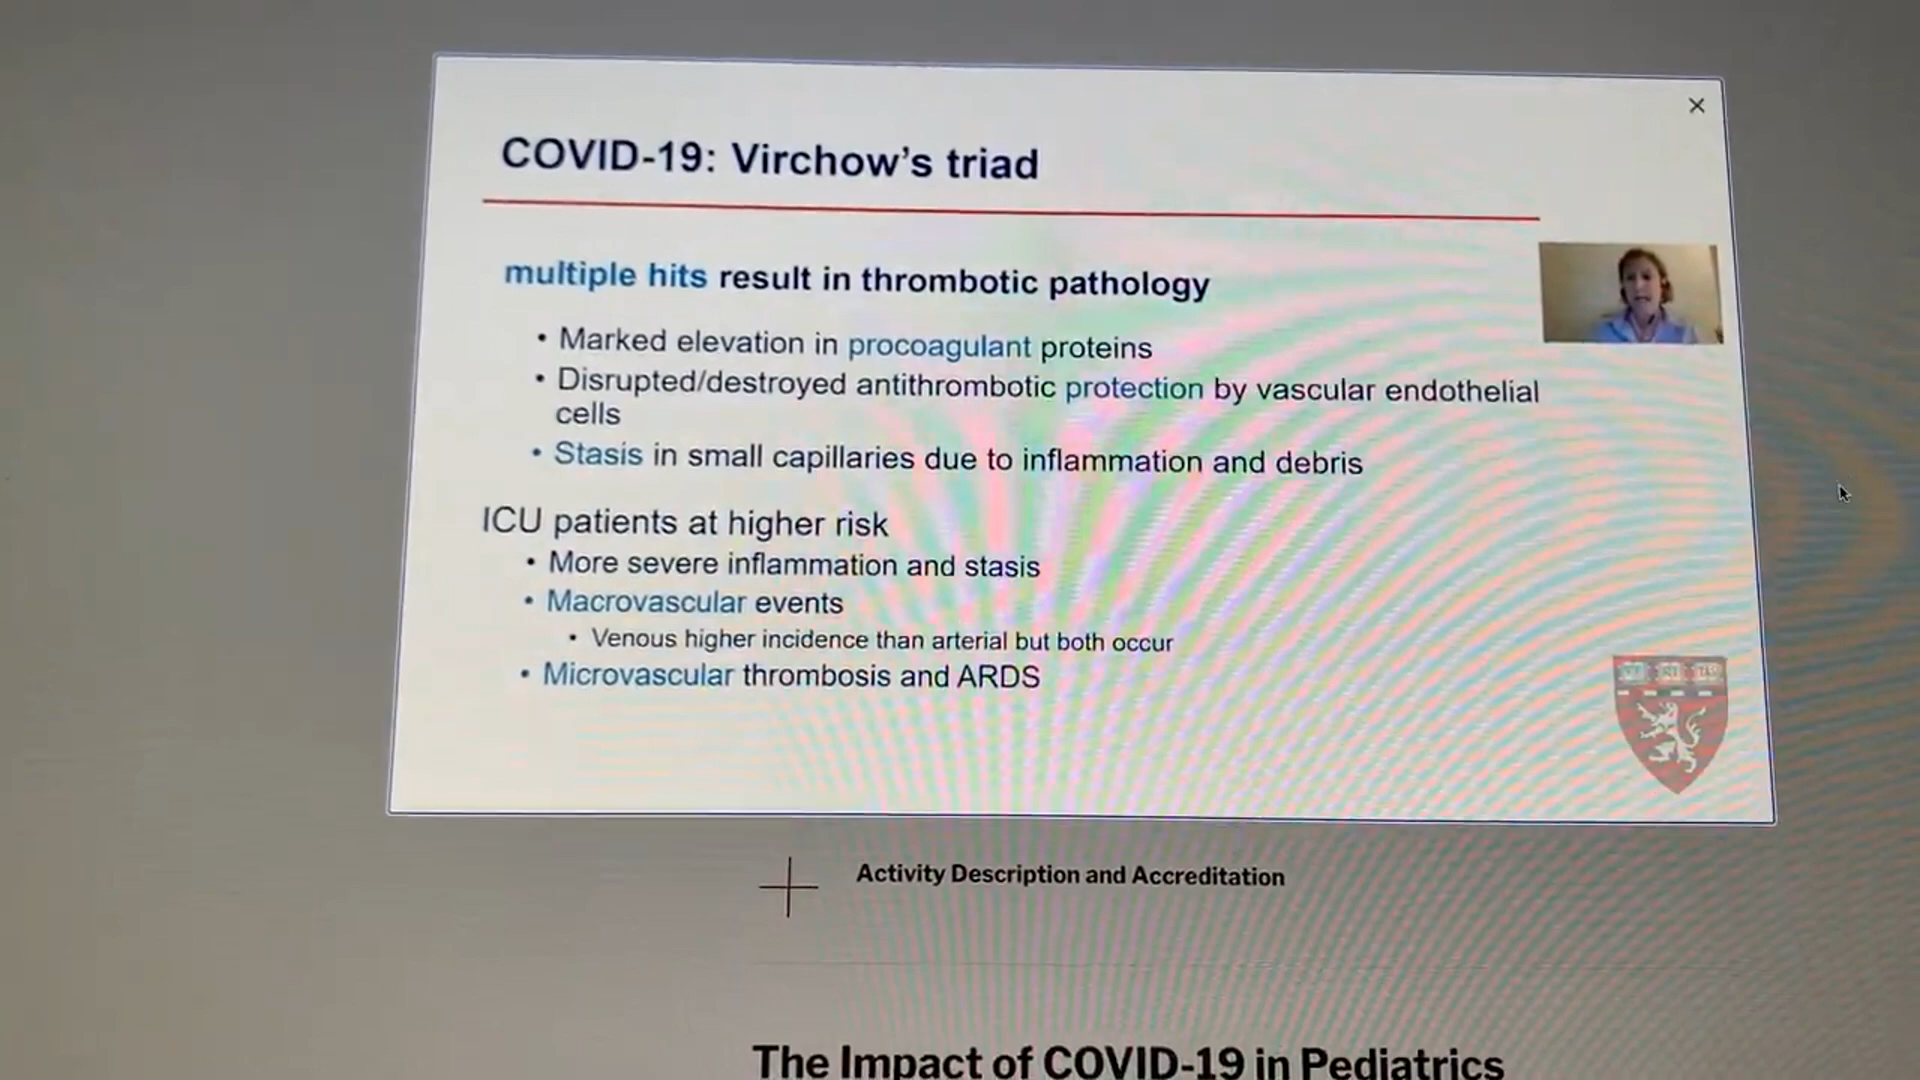 COVID-19: Virchow's triad
multiple hits result in thrombotic pathology
• Marked elevation in procoagulant proteins
• Disrupted/destroyed antithrombotic protection by vascular endothelial
cells
• Stasis in small capillaries due to inflammation and debris
ICU patients at higher risk
• More severe inflammation and stasis
• Macrovascular events
• Venous higher incidence than arterial but both occur
• Microvascular thrombosis and ARDS
Activity Description and Accreditation
The Impact of COVID-19 in Pediatrics